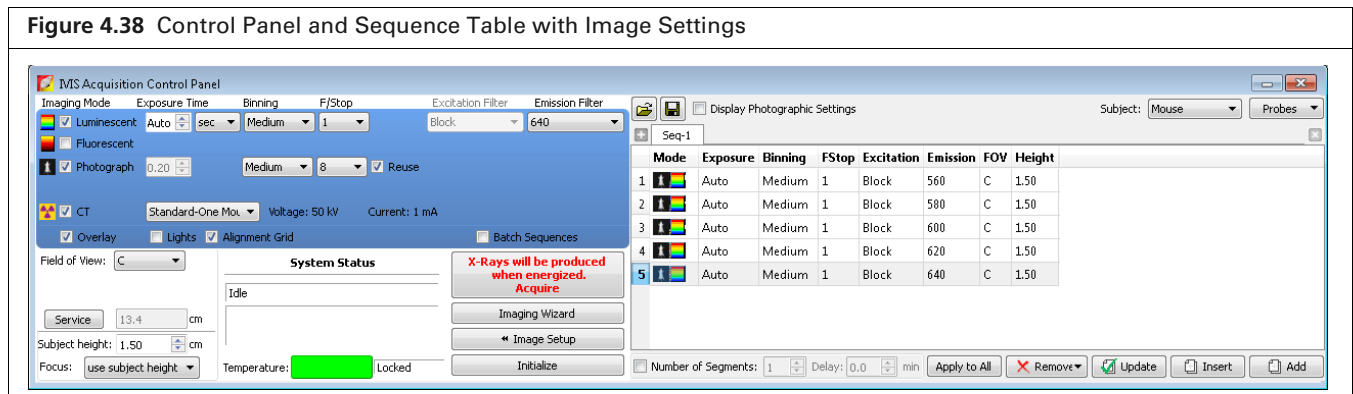 Figure 4.38 Control Panel and Sequence Table with Image Settings
IVIS Acquisition Control Panel
Imaging Mode Exposure Time Binning F/Stop Excitation Filter Emission Filter
Luminescent Auto sec Medium 1 Block 640
Fluorescent
Photograph 0.20 Medium 8 Reuse
CT Standard-One Mou Voltage: 50 kV Current: 1 mA
Overlay Lights Alignment Grid Batch Sequences
Field of View: C
Service 13.4 cm
Subject height: 1.50 cm
Focus: use subject height
System Status
Idle
Temperature: Locked
X-Rays will be produced
when energized.
Acquire
Imaging Wizard
Image Setup
Initialize
Display Photographic Settings Subject: Mouse Probes
Seq-1
Mode Exposure Binning FStop Excitation Emission FOV Height
1 Auto Medium 1 Block 560 C 1.50
2 Auto Medium 1 Block 580 C 1.50
3 Auto Medium 1 Block 600 C 1.50
4 Auto Medium 1 Block 620 C 1.50
5 Auto Medium 1 Block 640 C 1.50
Number of Segments: 1 Delay: 0.0 min Apply to All Remove Update Insert Add